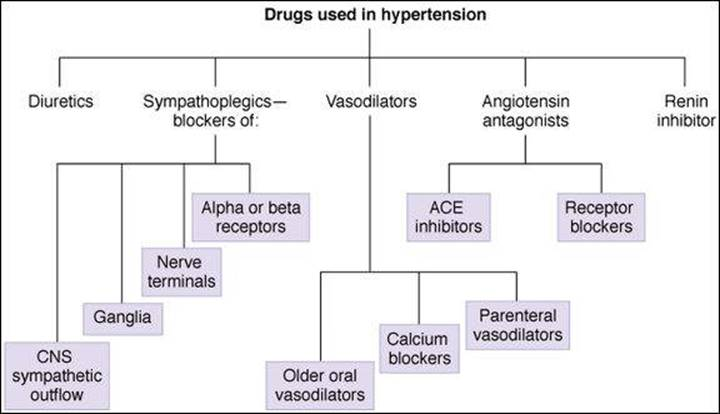 Drugs used in hypertension
Diuretics
Sympathoplegics—
blockers of:
Vasodilators
Angiotensin
antagonists
Renin
inhibitor
Alpha or beta
receptors
Nerve
terminals
Ganglia
CNS
sympathetic
outflow
Older oral
vasodilators
Calcium
blockers
Parenteral
vasodilators
ACE
inhibitors
Receptor
blockers